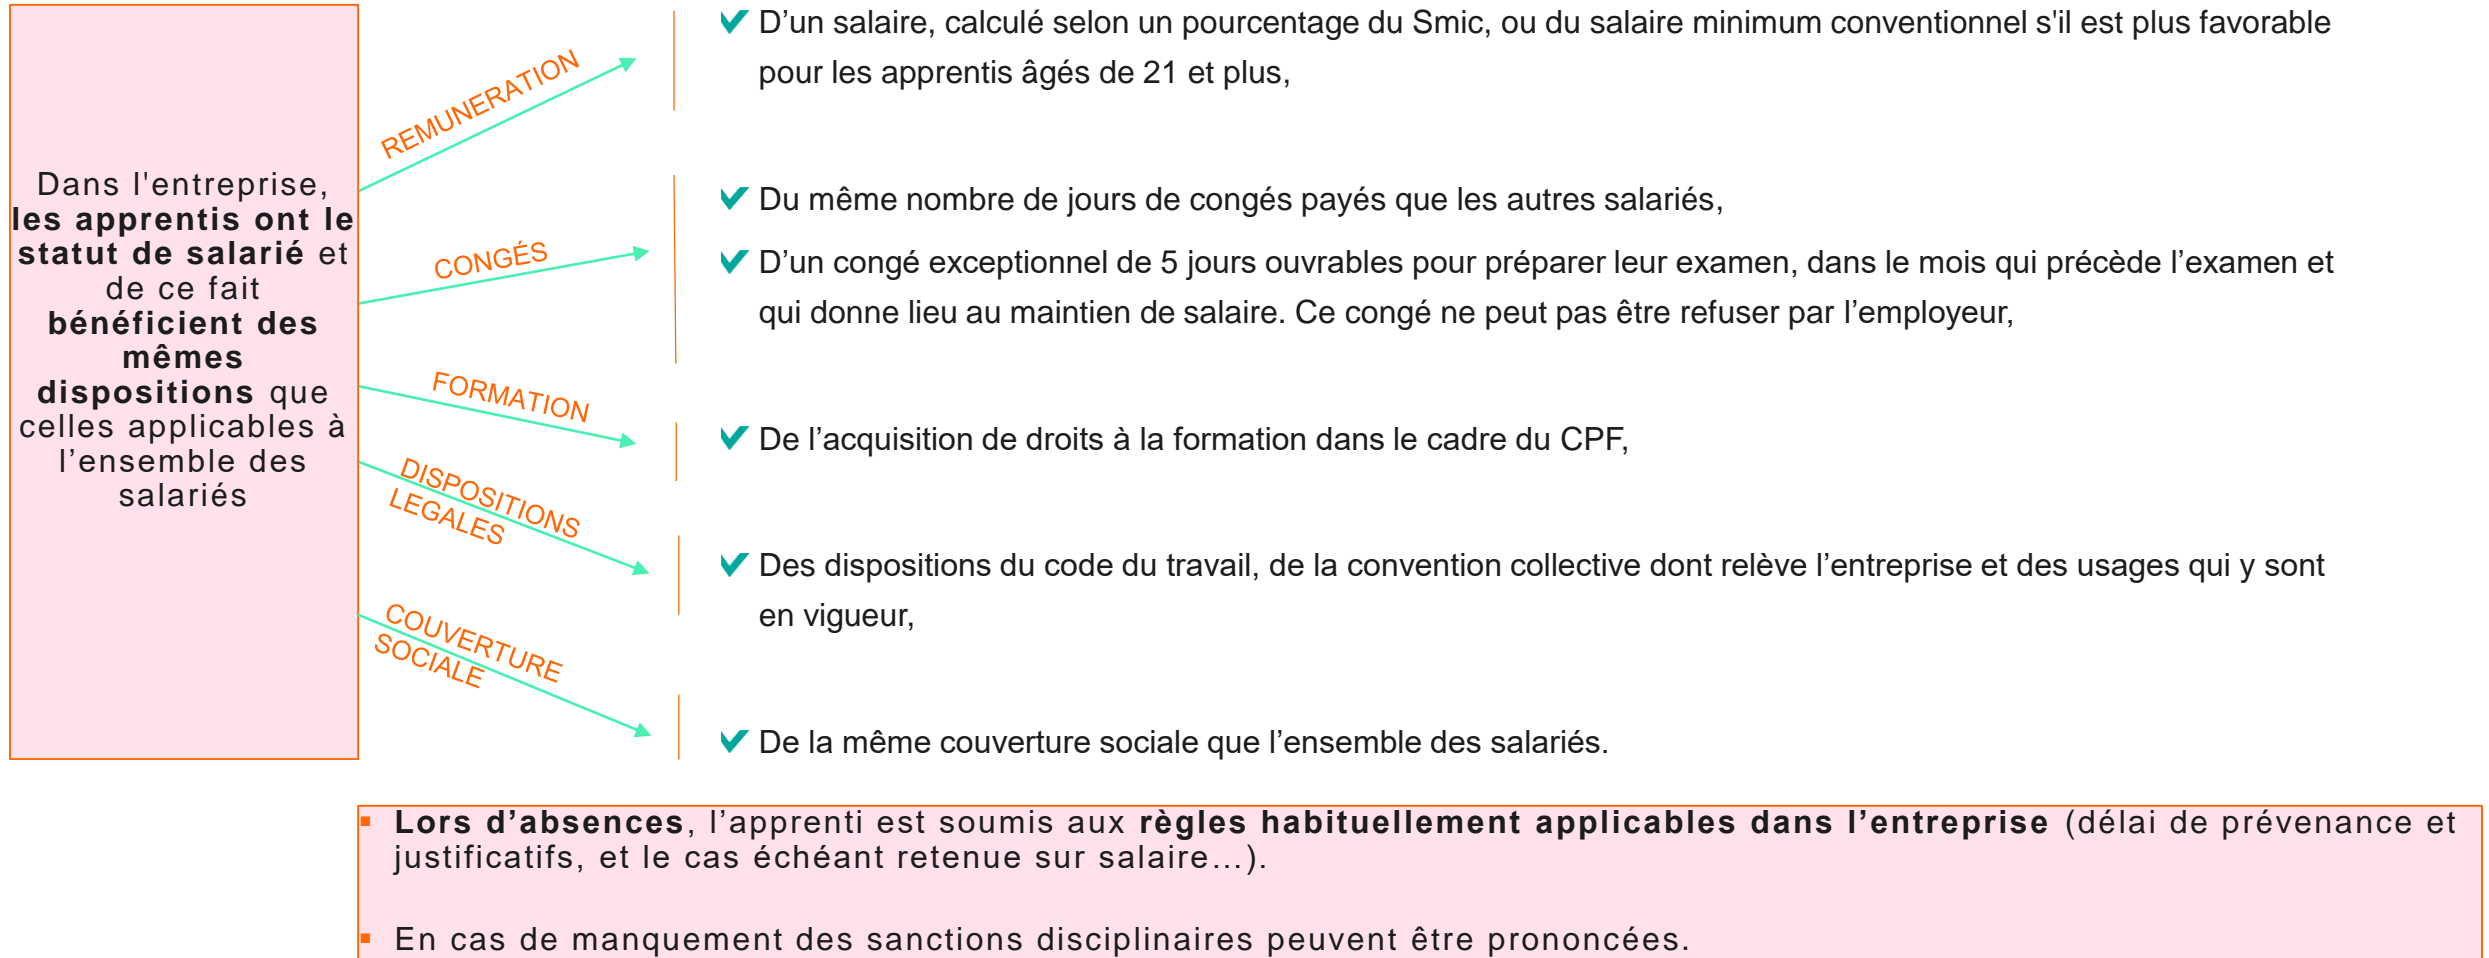 Dans l'entreprise,
les apprentis ont le
statut de salarié et
de ce fait
bénéficient des
mêmes
dispositions que
celles applicables à
l’ensemble des
salariés
REMUNERATION
D’un salaire, calculé selon un pourcentage du Smic, ou du salaire minimum conventionnel s'il est plus favorable
pour les apprentis âgés de 21 et plus,
CONGÉS
Du même nombre de jours de congés payés que les autres salariés,
D’un congé exceptionnel de 5 jours ouvrables pour préparer leur examen, dans le mois qui précède l’examen et
qui donne lieu au maintien de salaire. Ce congé ne peut pas être refuser par l’employeur,
FORMATION
De l’acquisition de droits à la formation dans le cadre du CPF,
DISPOSITIONS
LEGALES
Des dispositions du code du travail, de la convention collective dont relève l’entreprise et des usages qui y sont
en vigueur,
COUVERTURE
SOCIALE
De la même couverture sociale que l’ensemble des salariés.
Lors d’absences, l’apprenti est soumis aux règles habituellement applicables dans l’entreprise (délai de prévenance et
justificatifs, et le cas échéant retenue sur salaire…).
En cas de manquement des sanctions disciplinaires peuvent être prononcées.